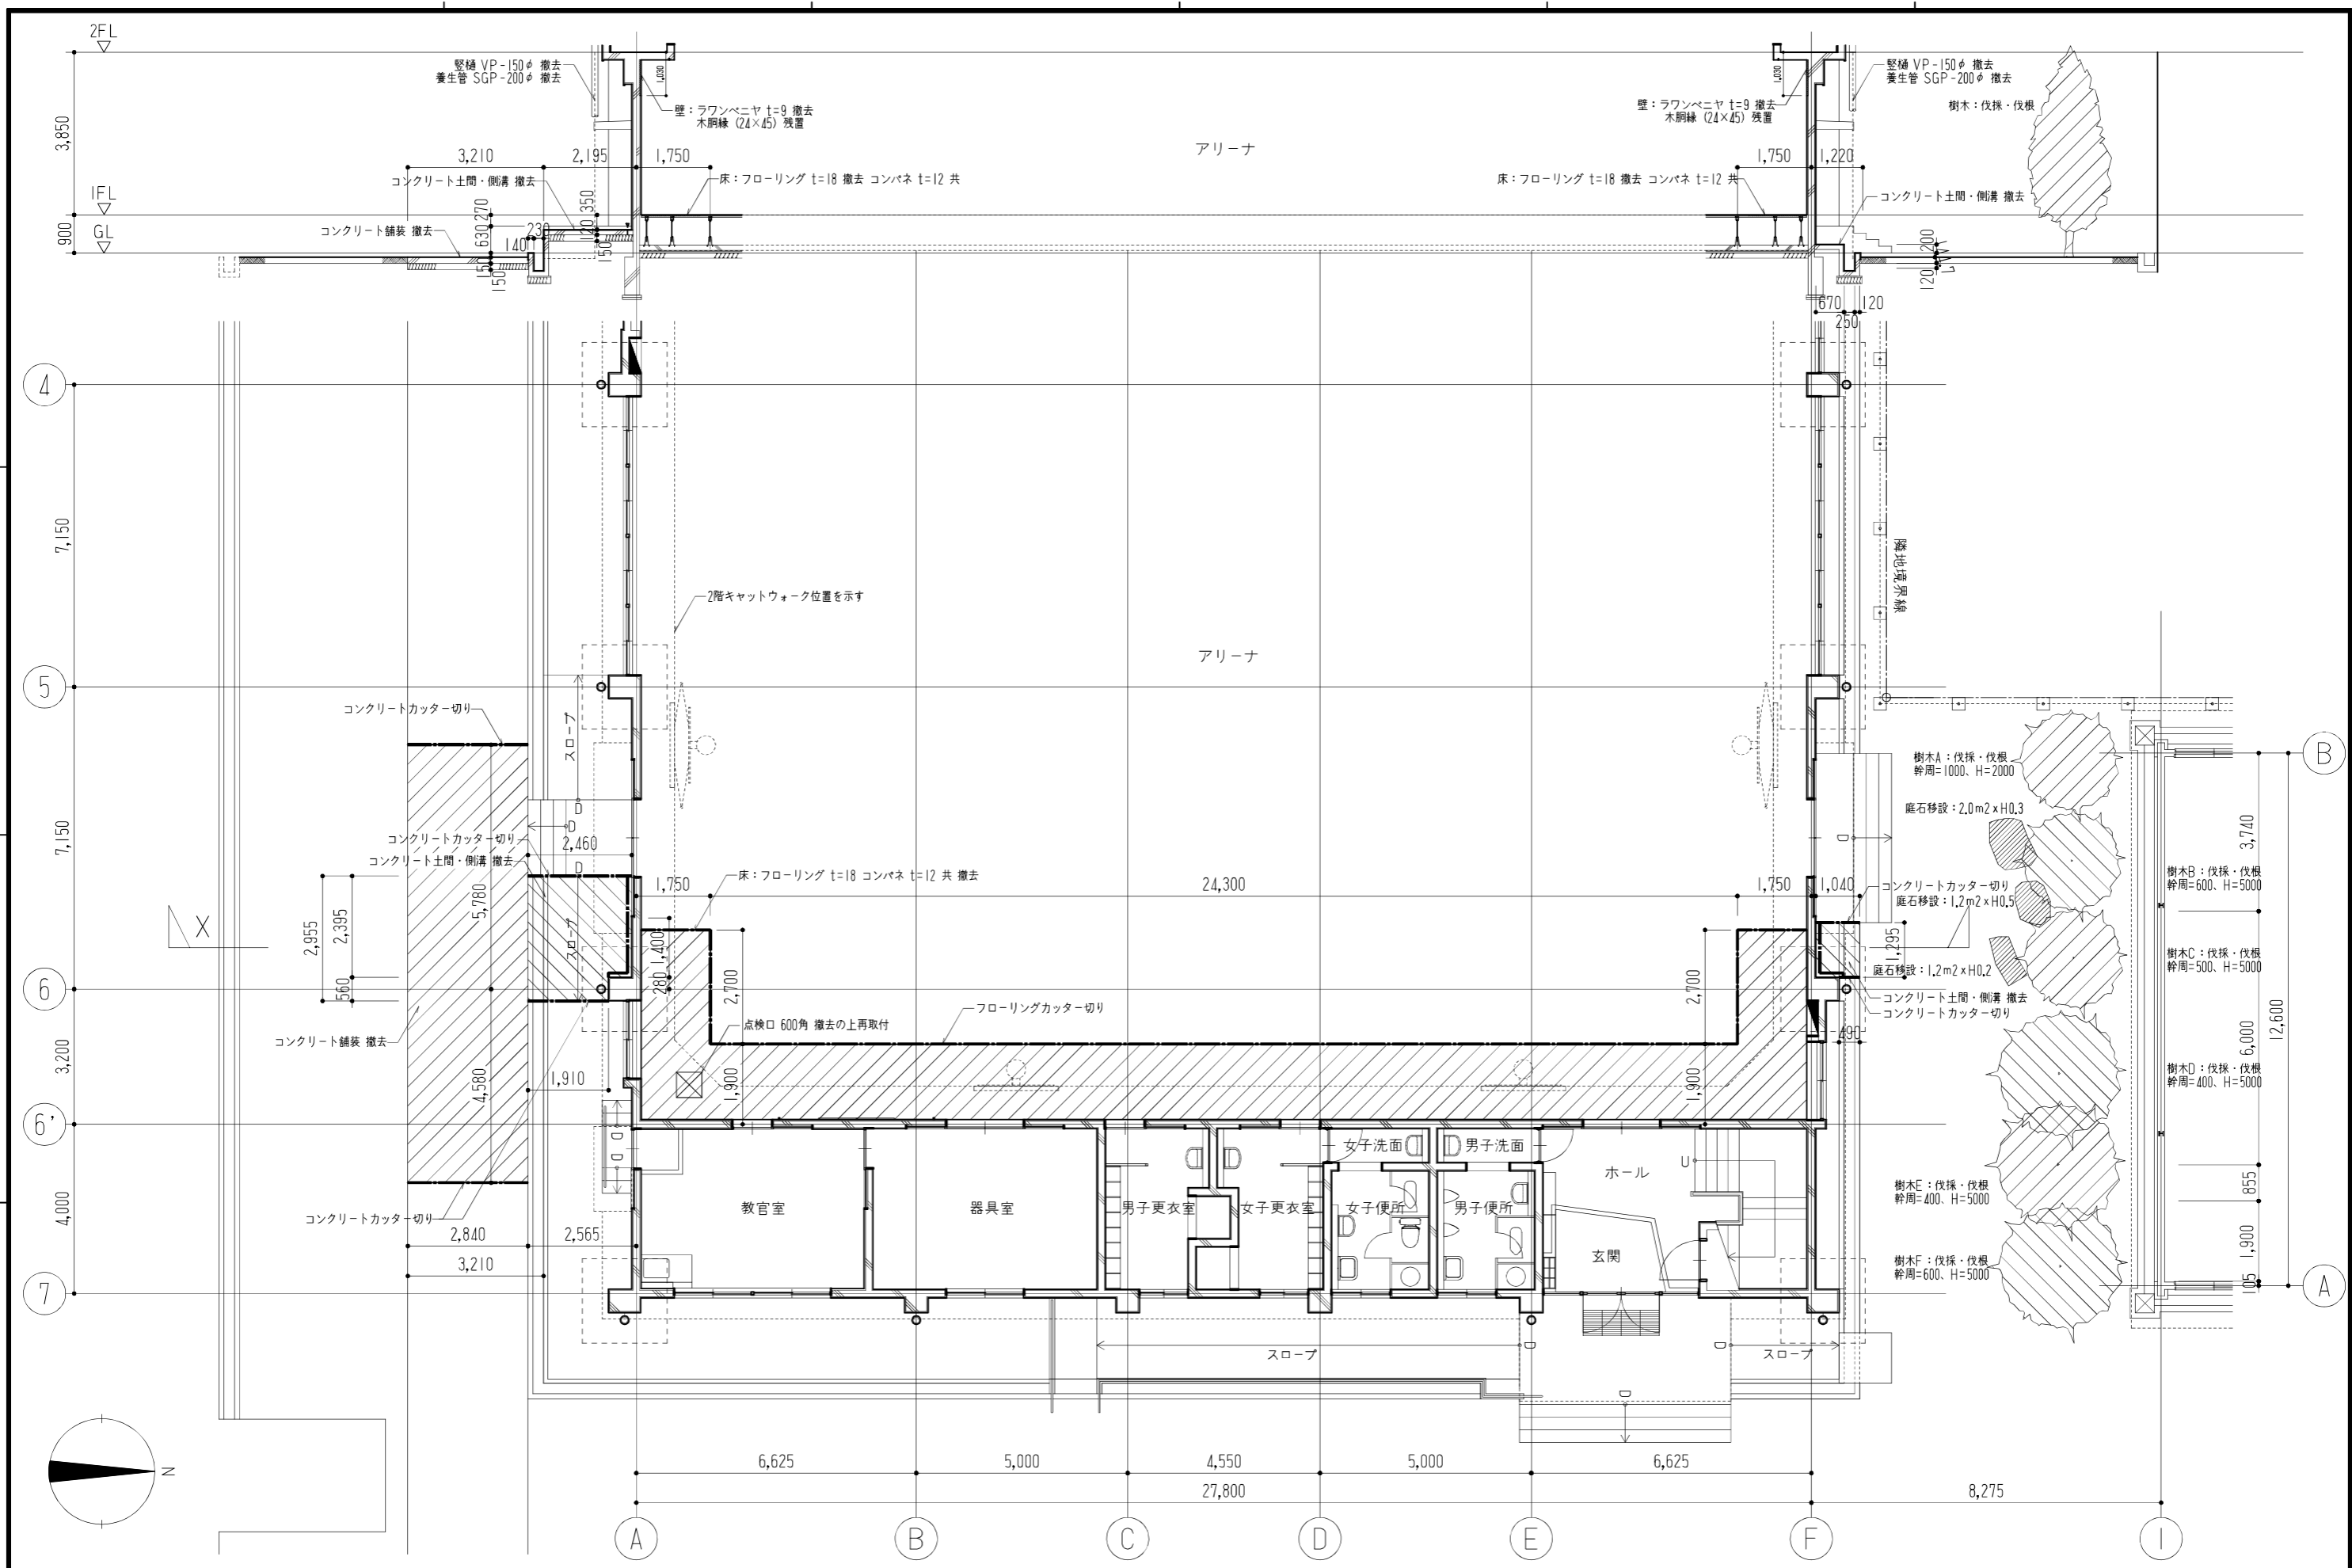 2FL
竪樋 VP-150φ 撤去
養生管 SGP-200φ 撤去
1,030
壁：ラワンベニヤ t=9 撤去
木胴縁 (24×45) 残置
1,030
壁：ラワンベニヤ t=9 撤去
木胴縁 (24×45) 残置
竪樋 VP-150φ 撤去
養生管 SGP-200φ 撤去
樹木：伐採・伐根
3,850
アリーナ
3,210
2,195
1,750
1,750
1,220
コンクリート土間・側溝 撤去
床：フローリング t=18 撤去 コンパネ t=12 共
床：フローリング t=18 撤去 コンパネ t=12 共
コンクリート土間・側溝 撤去
1FL
900
GL
コンクリート舗装 撤去
270
630
150
150
140
230
350
120
150
200
120
670
120
250
4
7,150
隣地境界線
2階キャットウォーク位置を示す
アリーナ
5
コンクリートカッター切り
スロープ
D
D
コンクリートカッター切り
2,460
コンクリート土間・側溝 撤去
D
7,150
5,780
2,955
2,395
560
スロープ
X
1,750
床：フローリング t=18 コンパネ t=12 共 撤去
24,300
1,750
1,040
D
コンクリートカッター切り
庭石移設：1.2m2×H0.5
1,400
280
2,700
2,700
1,295
庭石移設：1.2m2×H0.2
コンクリート土間・側溝 撤去
コンクリートカッター切り
490
6
フローリングカッター切り
点検口 600角 撤去の上再取付
コンクリート舗装 撤去
3,200
4,580
1,910
1,900
1,900
6'
樹木A：伐採・伐根
幹周=1000、H=2000
庭石移設：2.0m2×H0.3
樹木B：伐採・伐根
幹周=600、H=5000
樹木C：伐採・伐根
幹周=500、H=5000
樹木D：伐採・伐根
幹周=400、H=5000
樹木E：伐採・伐根
幹周=400、H=5000
樹木F：伐採・伐根
幹周=600、H=5000
B
3,740
6,000
12,600
855
1,900
105
A
D
D
女子洗面
男子洗面
ホール
U
教官室
器具室
男子更衣室
女子更衣室
女子便所
男子便所
玄関
4,000
コンクリートカッター切り
2,840
2,565
3,210
7
スロープ
D
D
スロープ
D
N
6,625
5,000
4,550
5,000
6,625
27,800
8,275
A
B
C
D
E
F
I